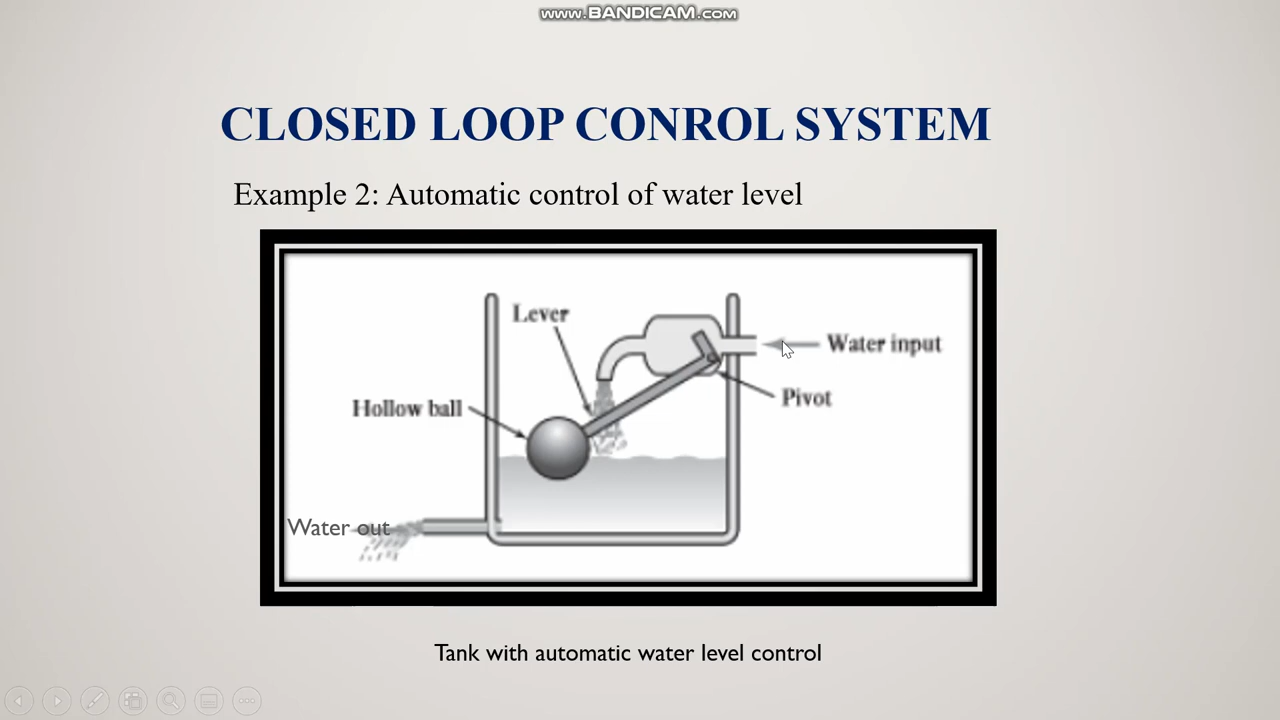 www.BANDICAM.com
CLOSED LOOP CONROL SYSTEM
Example 2: Automatic control of water level
Lever
Water input
Pivot
Hollow ball
Water out
Tank with automatic water level control